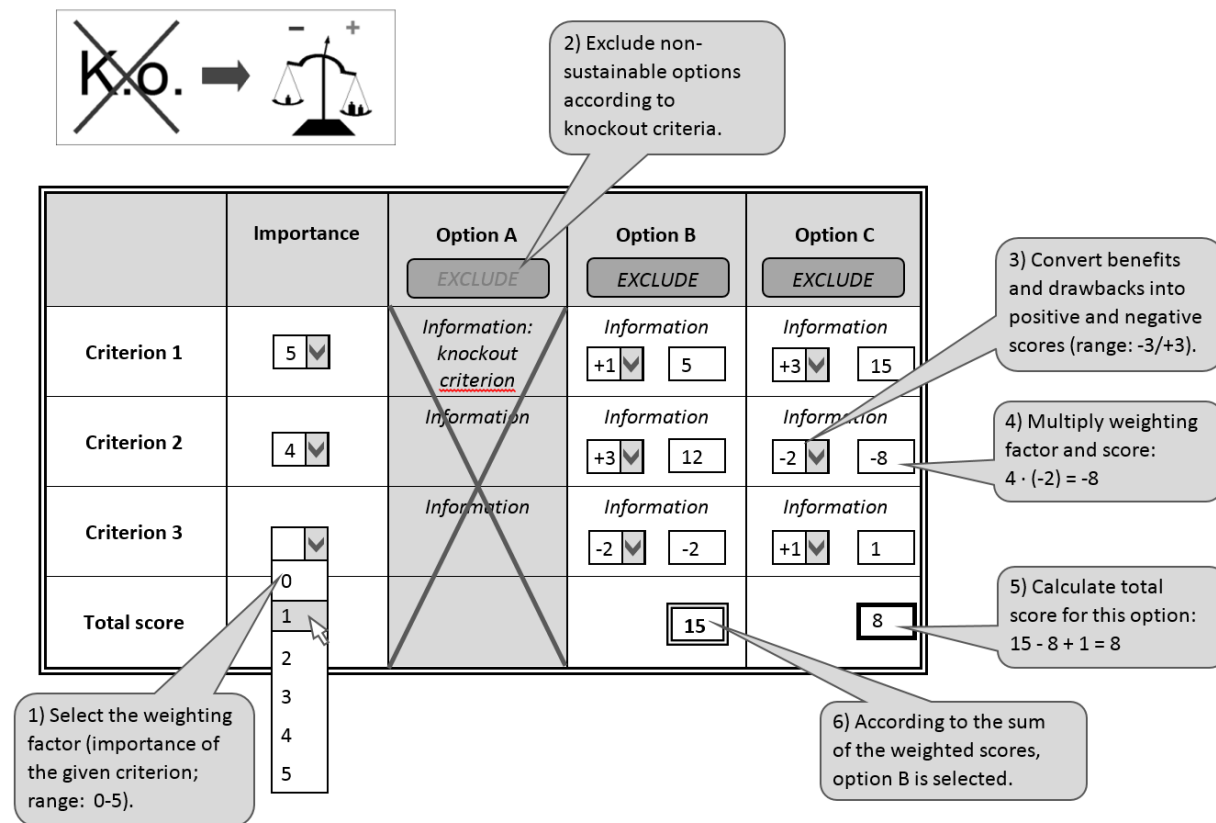 K.o.
− +
2) Exclude non-
sustainable options
according to
knockout criteria.
Importance
Option A
Option B
Option C
EXCLUDE
EXCLUDE
EXCLUDE
3) Convert benefits
and drawbacks into
positive and negative
scores (range: -3/+3).
Criterion 1
5
Information:
knockout
criterion
Information
+1 5
Information
+3 15
Criterion 2
4
Information
Information
+3 12
Information
-2 -8
4) Multiply weighting
factor and score:
4 · (-2) = -8
Criterion 3
Information
Information
-2 -2
Information
+1 1
0
1
2
3
4
5
Total score
15
8
5) Calculate total
score for this option:
15 - 8 + 1 = 8
1) Select the weighting
factor (importance of
the given criterion;
range: 0-5).
6) According to the sum
of the weighted scores,
option B is selected.